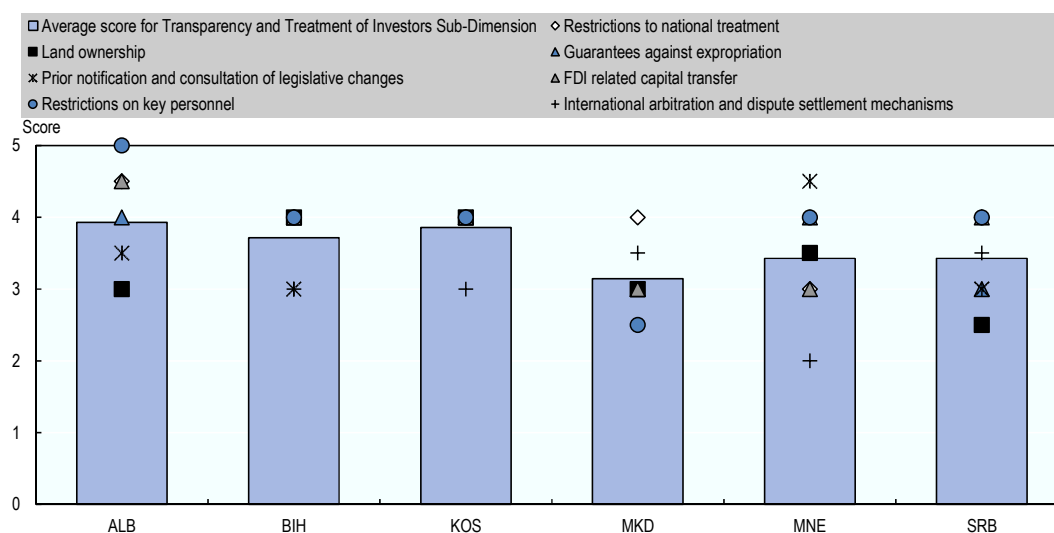 Average score for Transparency and Treatment of Investors Sub-Dimension
Restrictions to national treatment
Land ownership
Guarantees against expropriation
Prior notification and consultation of legislative changes
FDI related capital transfer
Restrictions on key personnel
International arbitration and dispute settlement mechanisms
Score
5
4
3
2
1
0
ALB BIH KOS MKD MNE SRB